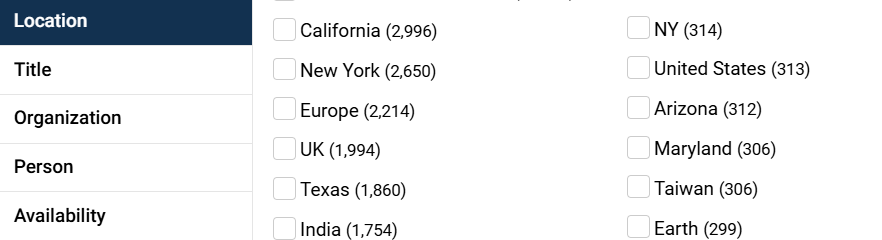 Location
Title
Organization
Person
Availability
California (2,996)
New York (2,650)
Europe (2,214)
UK (1,994)
Texas (1,860)
India (1,754)
NY (314)
United States (313)
Arizona (312)
Maryland (306)
Taiwan (306)
Earth (299)